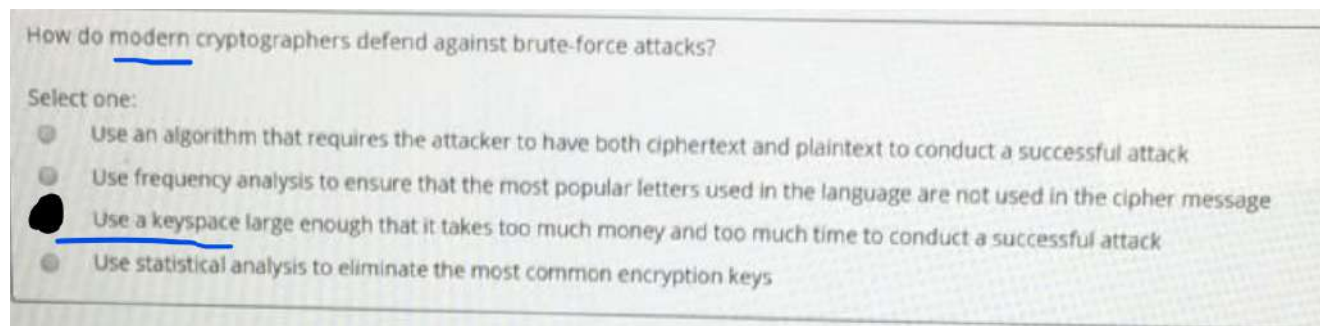 How do modern cryptographers defend against brute-force attacks?
Select one:
Use an algorithm that requires the attacker to have both ciphertext and plaintext to conduct a successful attack
Use frequency analysis to ensure that the most popular letters used in the language are not used in the cipher message
Use a keyspace large enough that it takes too much money and too much time to conduct a successful attack
Use statistical analysis to eliminate the most common encryption keys